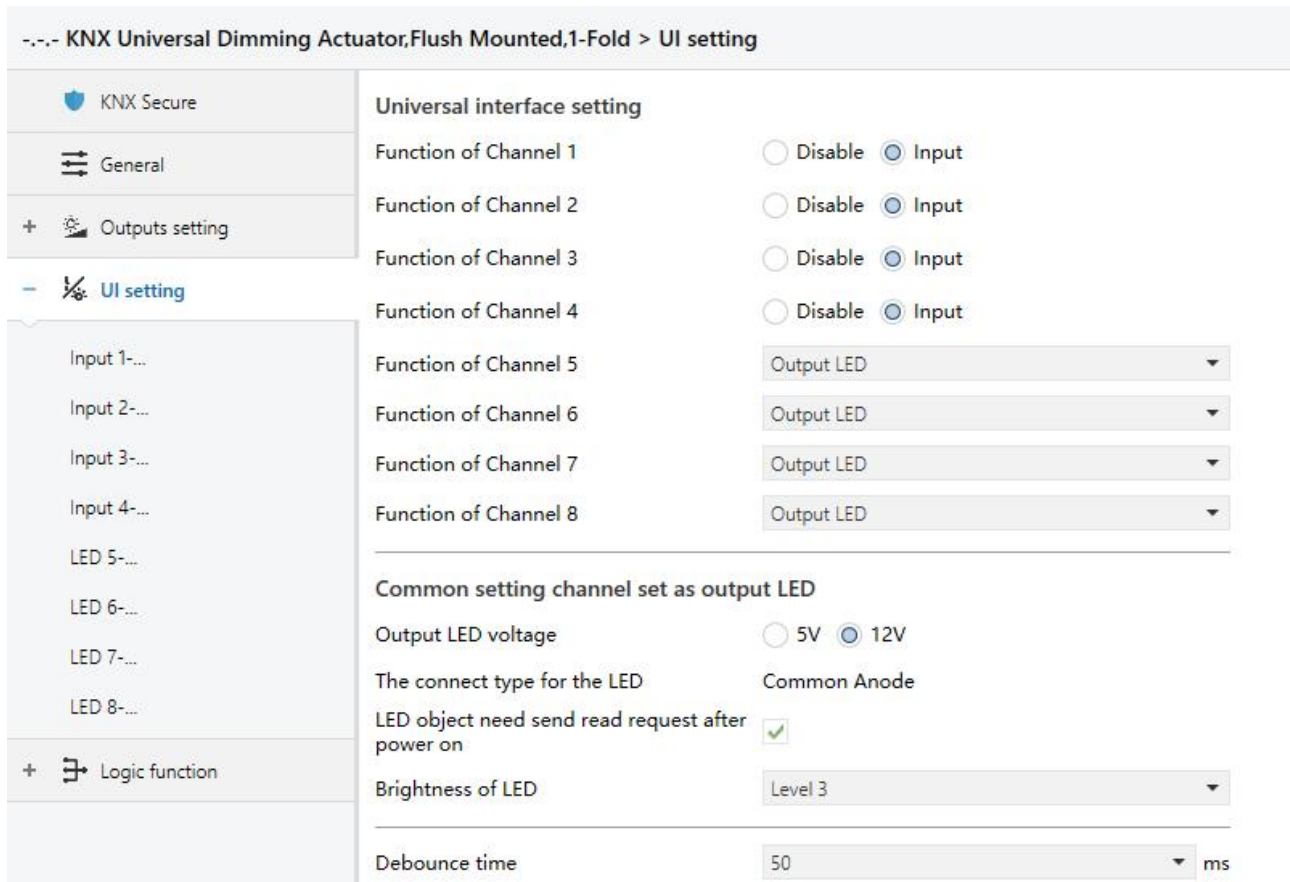 -.-.- KNX Universal Dimming Actuator,Flush Mounted,1-Fold > UI setting
KNX Secure
General
+ Outputs setting
− UI setting
Input 1-...
Input 2-...
Input 3-...
Input 4-...
LED 5-...
LED 6-...
LED 7-...
LED 8-...
+ Logic function
Universal interface setting
Function of Channel 1 Disable Input
Function of Channel 2 Disable Input
Function of Channel 3 Disable Input
Function of Channel 4 Disable Input
Function of Channel 5 Output LED
Function of Channel 6 Output LED
Function of Channel 7 Output LED
Function of Channel 8 Output LED
Common setting channel set as output LED
Output LED voltage 5V 12V
The connect type for the LED Common Anode
LED object need send read request after
power on
Brightness of LED Level 3
Debounce time 50 ms